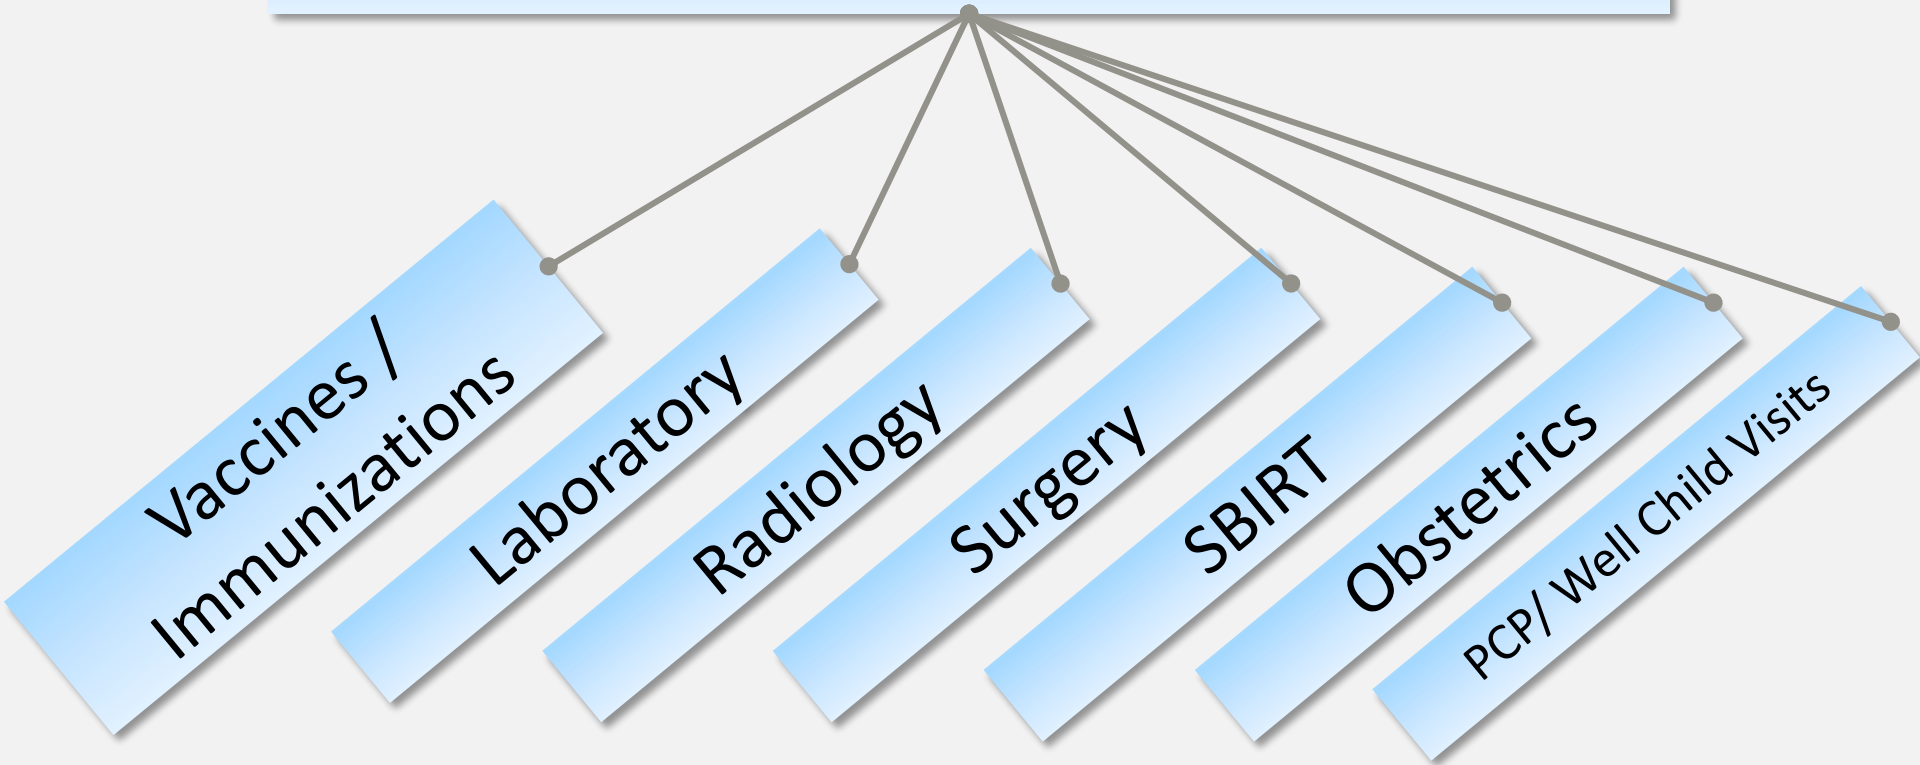 Vaccines /
Immunizations
Laboratory
Radiology
Surgery
SBIRT
Obstetrics
PCP/ Well Child Visits